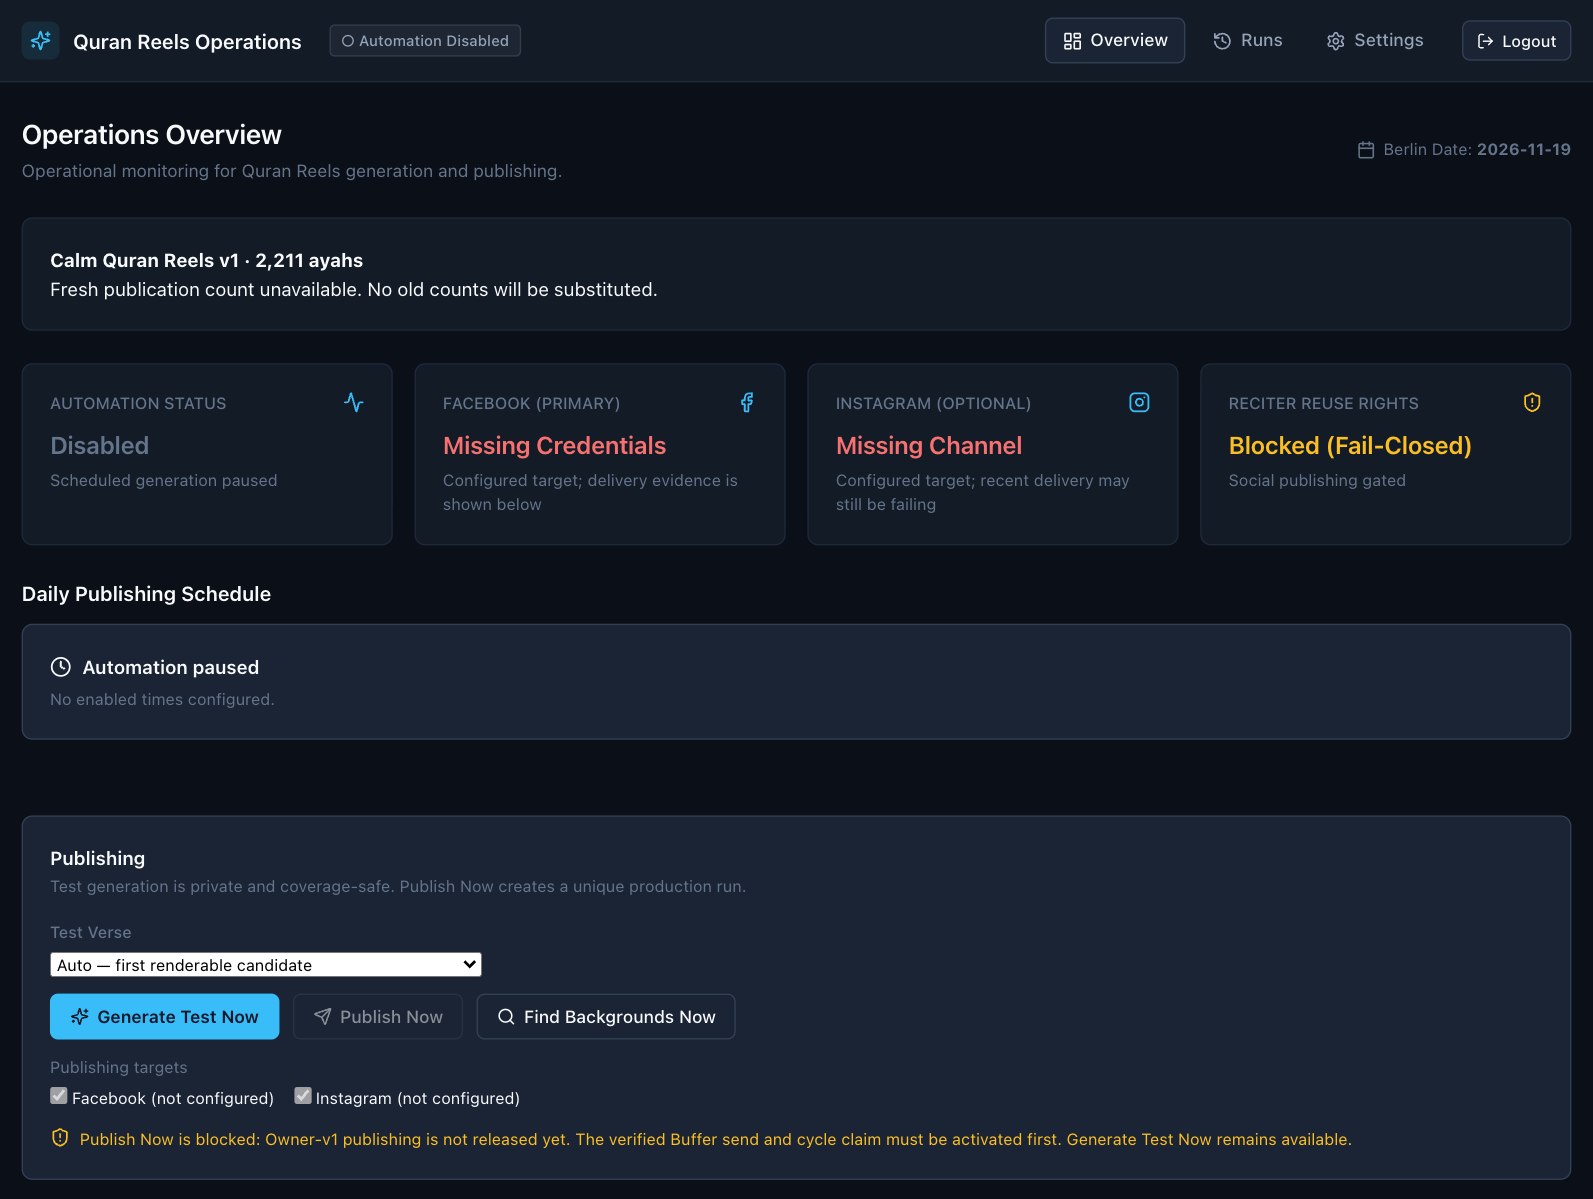 Quran Reels Operations
Automation Disabled
Overview
Runs
Settings
Logout
Operations Overview
Operational monitoring for Quran Reels generation and publishing.
Berlin Date: 2026-11-19
Calm Quran Reels v1 · 2,211 ayahs
Fresh publication count unavailable. No old counts will be substituted.
AUTOMATION STATUS
Disabled
Scheduled generation paused
FACEBOOK (PRIMARY)
Missing Credentials
Configured target; delivery evidence is
shown below
INSTAGRAM (OPTIONAL)
Missing Channel
Configured target; recent delivery may
still be failing
RECITER REUSE RIGHTS
Blocked (Fail-Closed)
Social publishing gated
Daily Publishing Schedule
Automation paused
No enabled times configured.
Publishing
Test generation is private and coverage-safe. Publish Now creates a unique production run.
Test Verse
Auto — first renderable candidate
Generate Test Now
Publish Now
Find Backgrounds Now
Publishing targets
Facebook (not configured)
Instagram (not configured)
Publish Now is blocked: Owner-v1 publishing is not released yet. The verified Buffer send and cycle claim must be activated first. Generate Test Now remains available.